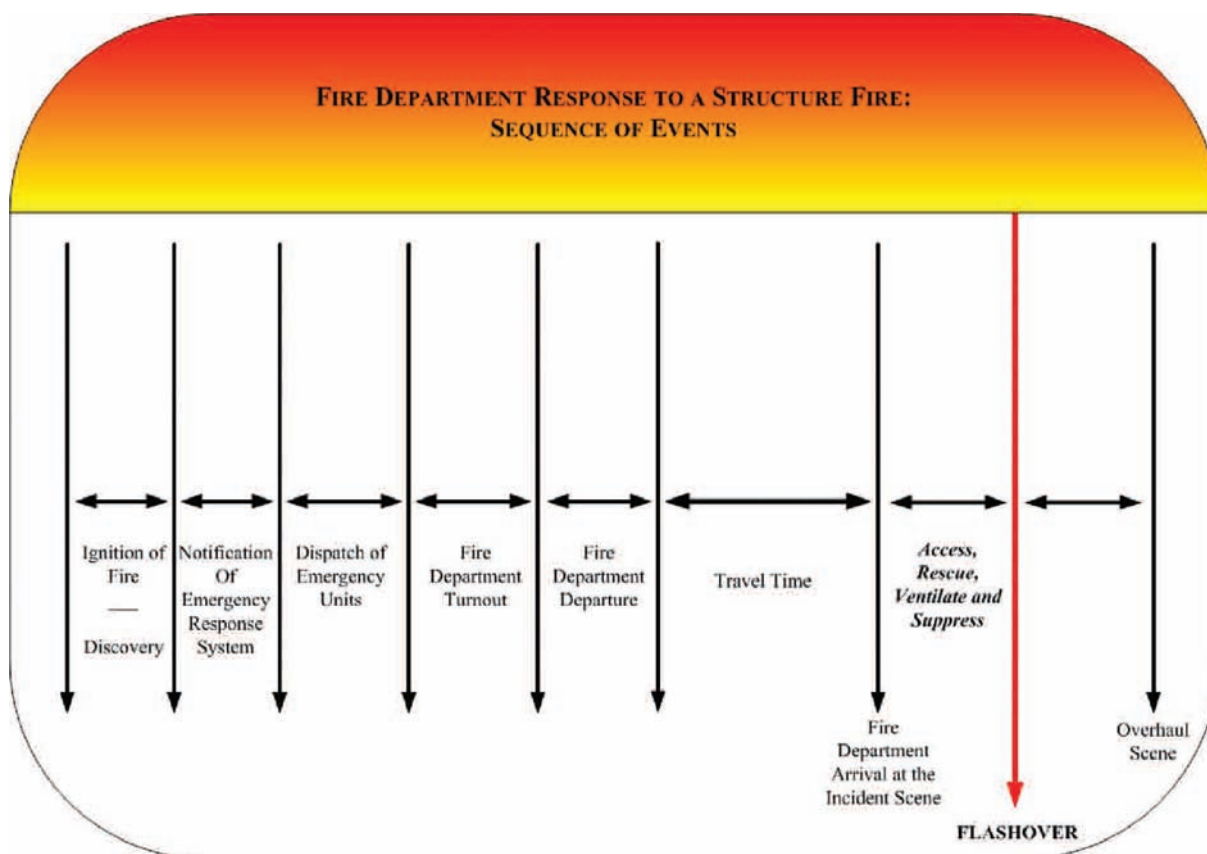 FIRE DEPARTMENT RESPONSE TO A STRUCTURE FIRE:
SEQUENCE OF EVENTS
Ignition of
Fire
—
Discovery
Notification
Of
Emergency
Response
System
Dispatch of
Emergency
Units
Fire
Department
Turnout
Fire
Department
Departure
Travel Time
Access,
Rescue,
Ventilate and
Suppress
Fire
Department
Arrival at the
Incident Scene
FLASHOVER
Overhaul
Scene